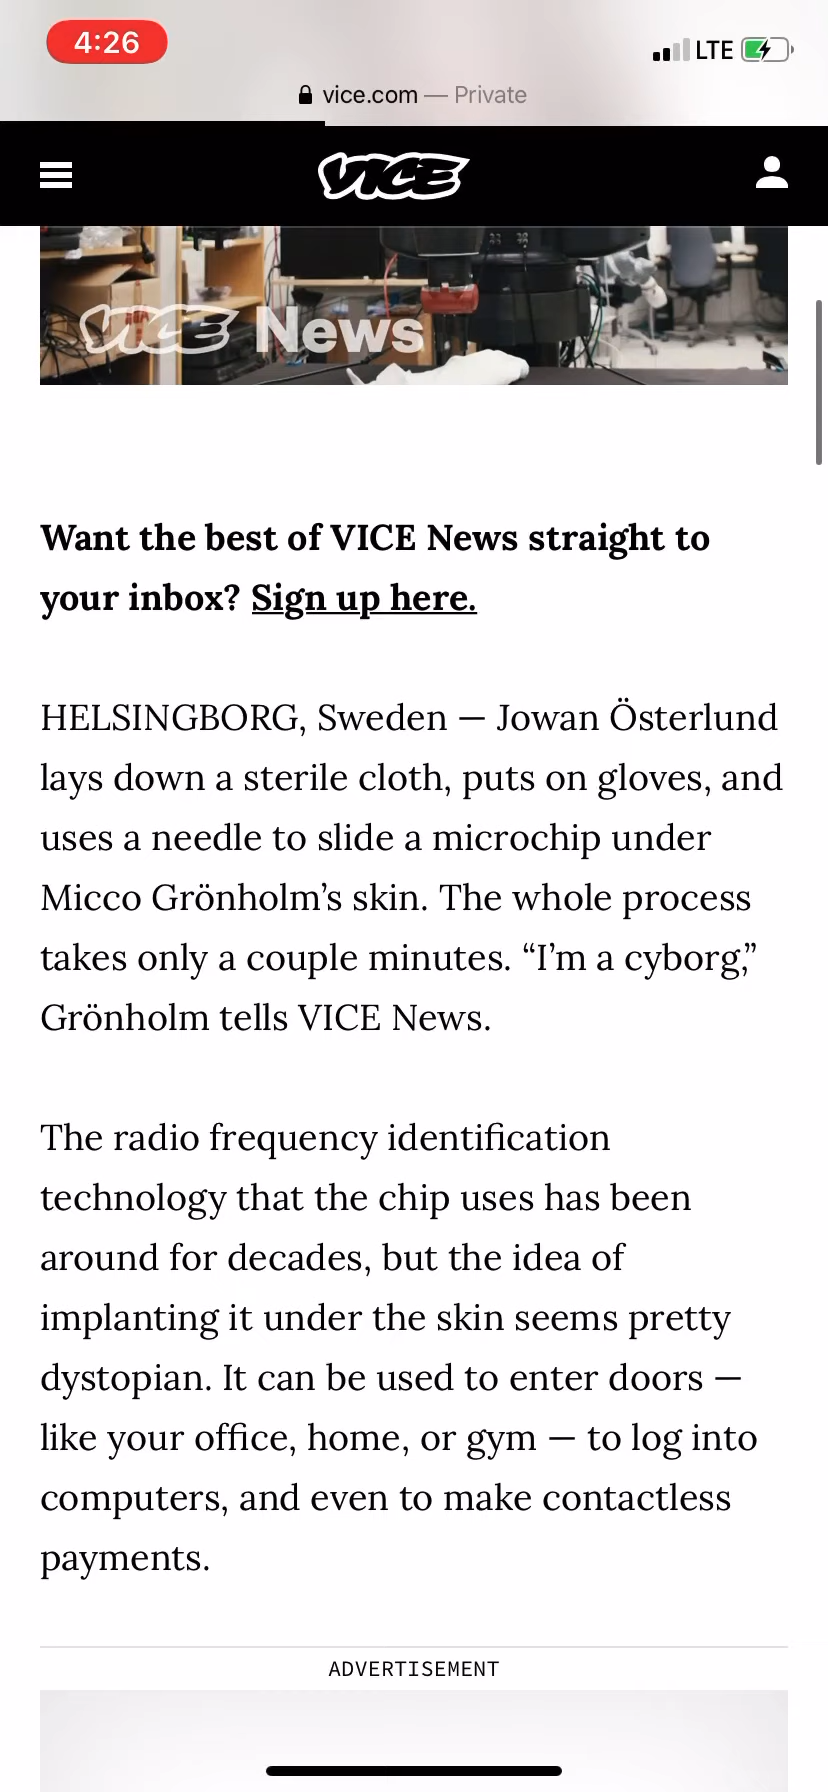 4:26
LTE
vice.com — Private
VICE
VICE News
Want the best of VICE News straight to
your inbox? Sign up here.
HELSINGBORG, Sweden — Jowan Österlund
lays down a sterile cloth, puts on gloves, and
uses a needle to slide a microchip under
Micco Grönholm’s skin. The whole process
takes only a couple minutes. “I’m a cyborg,”
Grönholm tells VICE News.
The radio frequency identification
technology that the chip uses has been
around for decades, but the idea of
implanting it under the skin seems pretty
dystopian. It can be used to enter doors —
like your office, home, or gym — to log into
computers, and even to make contactless
payments.
ADVERTISEMENT